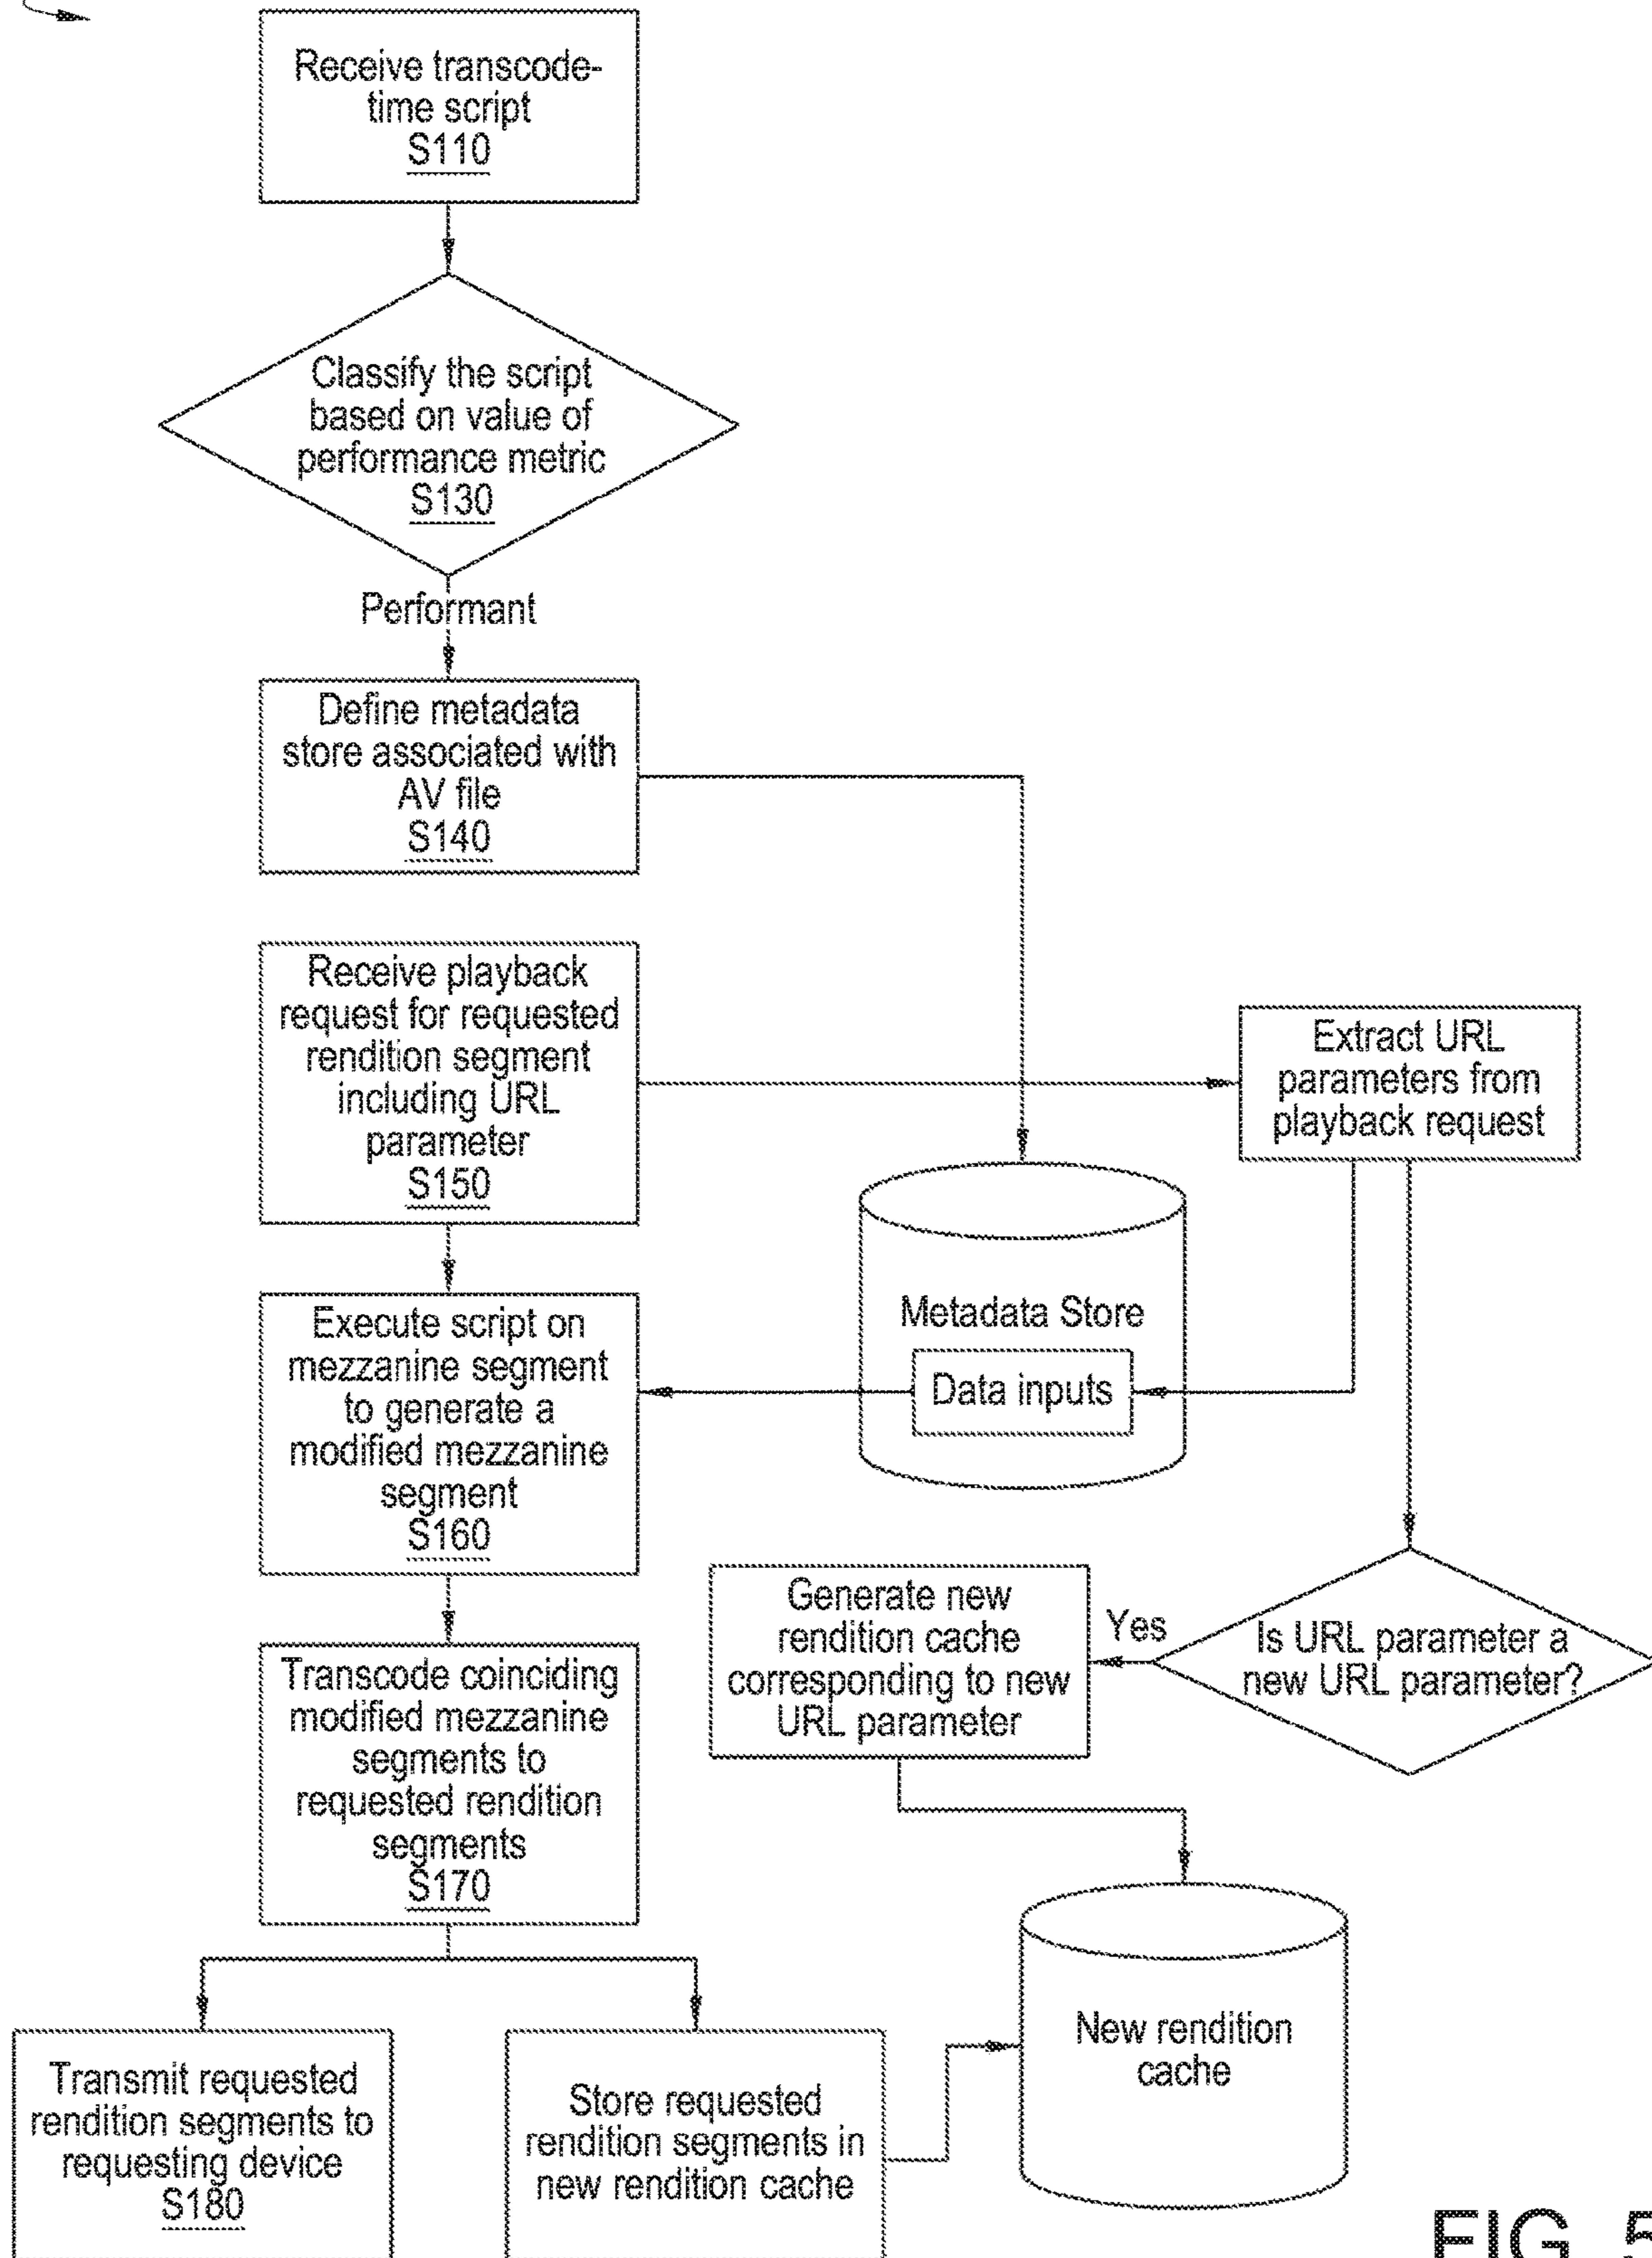 Receive transcode-
time script
S110
Classify the script
based on value of
performance metric
S130
Performant
Define metadata
store associated with
AV file
S140
Receive playback
request for requested
rendition segment
including URL
parameter
S150
Extract URL
parameters from
playback request
Metadata Store
Data inputs
Execute script on
mezzanine segment
to generate a
modified mezzanine
segment
S160
Generate new
rendition cache
corresponding to new
URL parameter
Yes
Is URL parameter a
new URL parameter?
Transcode coinciding
modified mezzanine
segments to
requested rendition
segments
S170
New rendition
cache
Transmit requested
rendition segments to
requesting device
S180
Store requested
rendition segments in
new rendition cache
FIG. 5